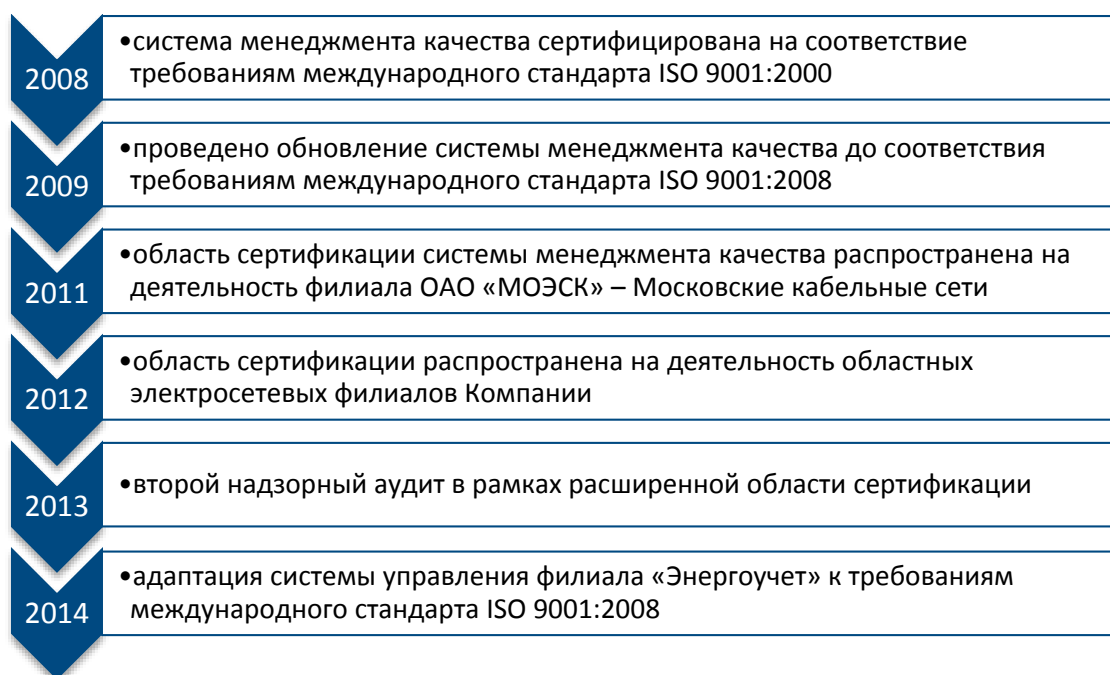 2008
•система менеджмента качества сертифицирована на соответствие
требованиям международного стандарта ISO 9001:2000
2009
•проведено обновление системы менеджмента качества до соответствия
требованиям международного стандарта ISO 9001:2008
2011
•область сертификации системы менеджмента качества распространена на
деятельность филиала ОАО «МОЭСК» – Московские кабельные сети
2012
•область сертификации распространена на деятельность областных
электросетевых филиалов Компании
2013
•второй надзорный аудит в рамках расширенной области сертификации
2014
•адаптация системы управления филиала «Энергоучет» к требованиям
международного стандарта ISO 9001:2008